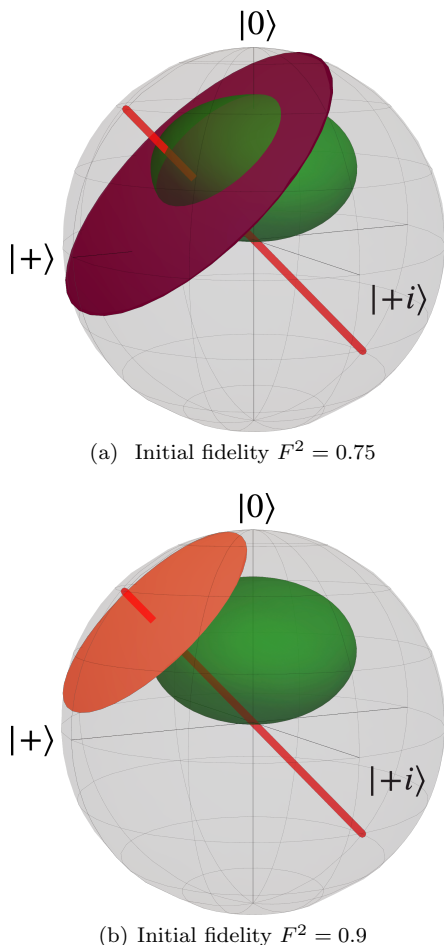 |0⟩
|+⟩
|+i⟩
(a) Initial fidelity F² = 0.75
|0⟩
|+⟩
|+i⟩
(b) Initial fidelity F² = 0.9